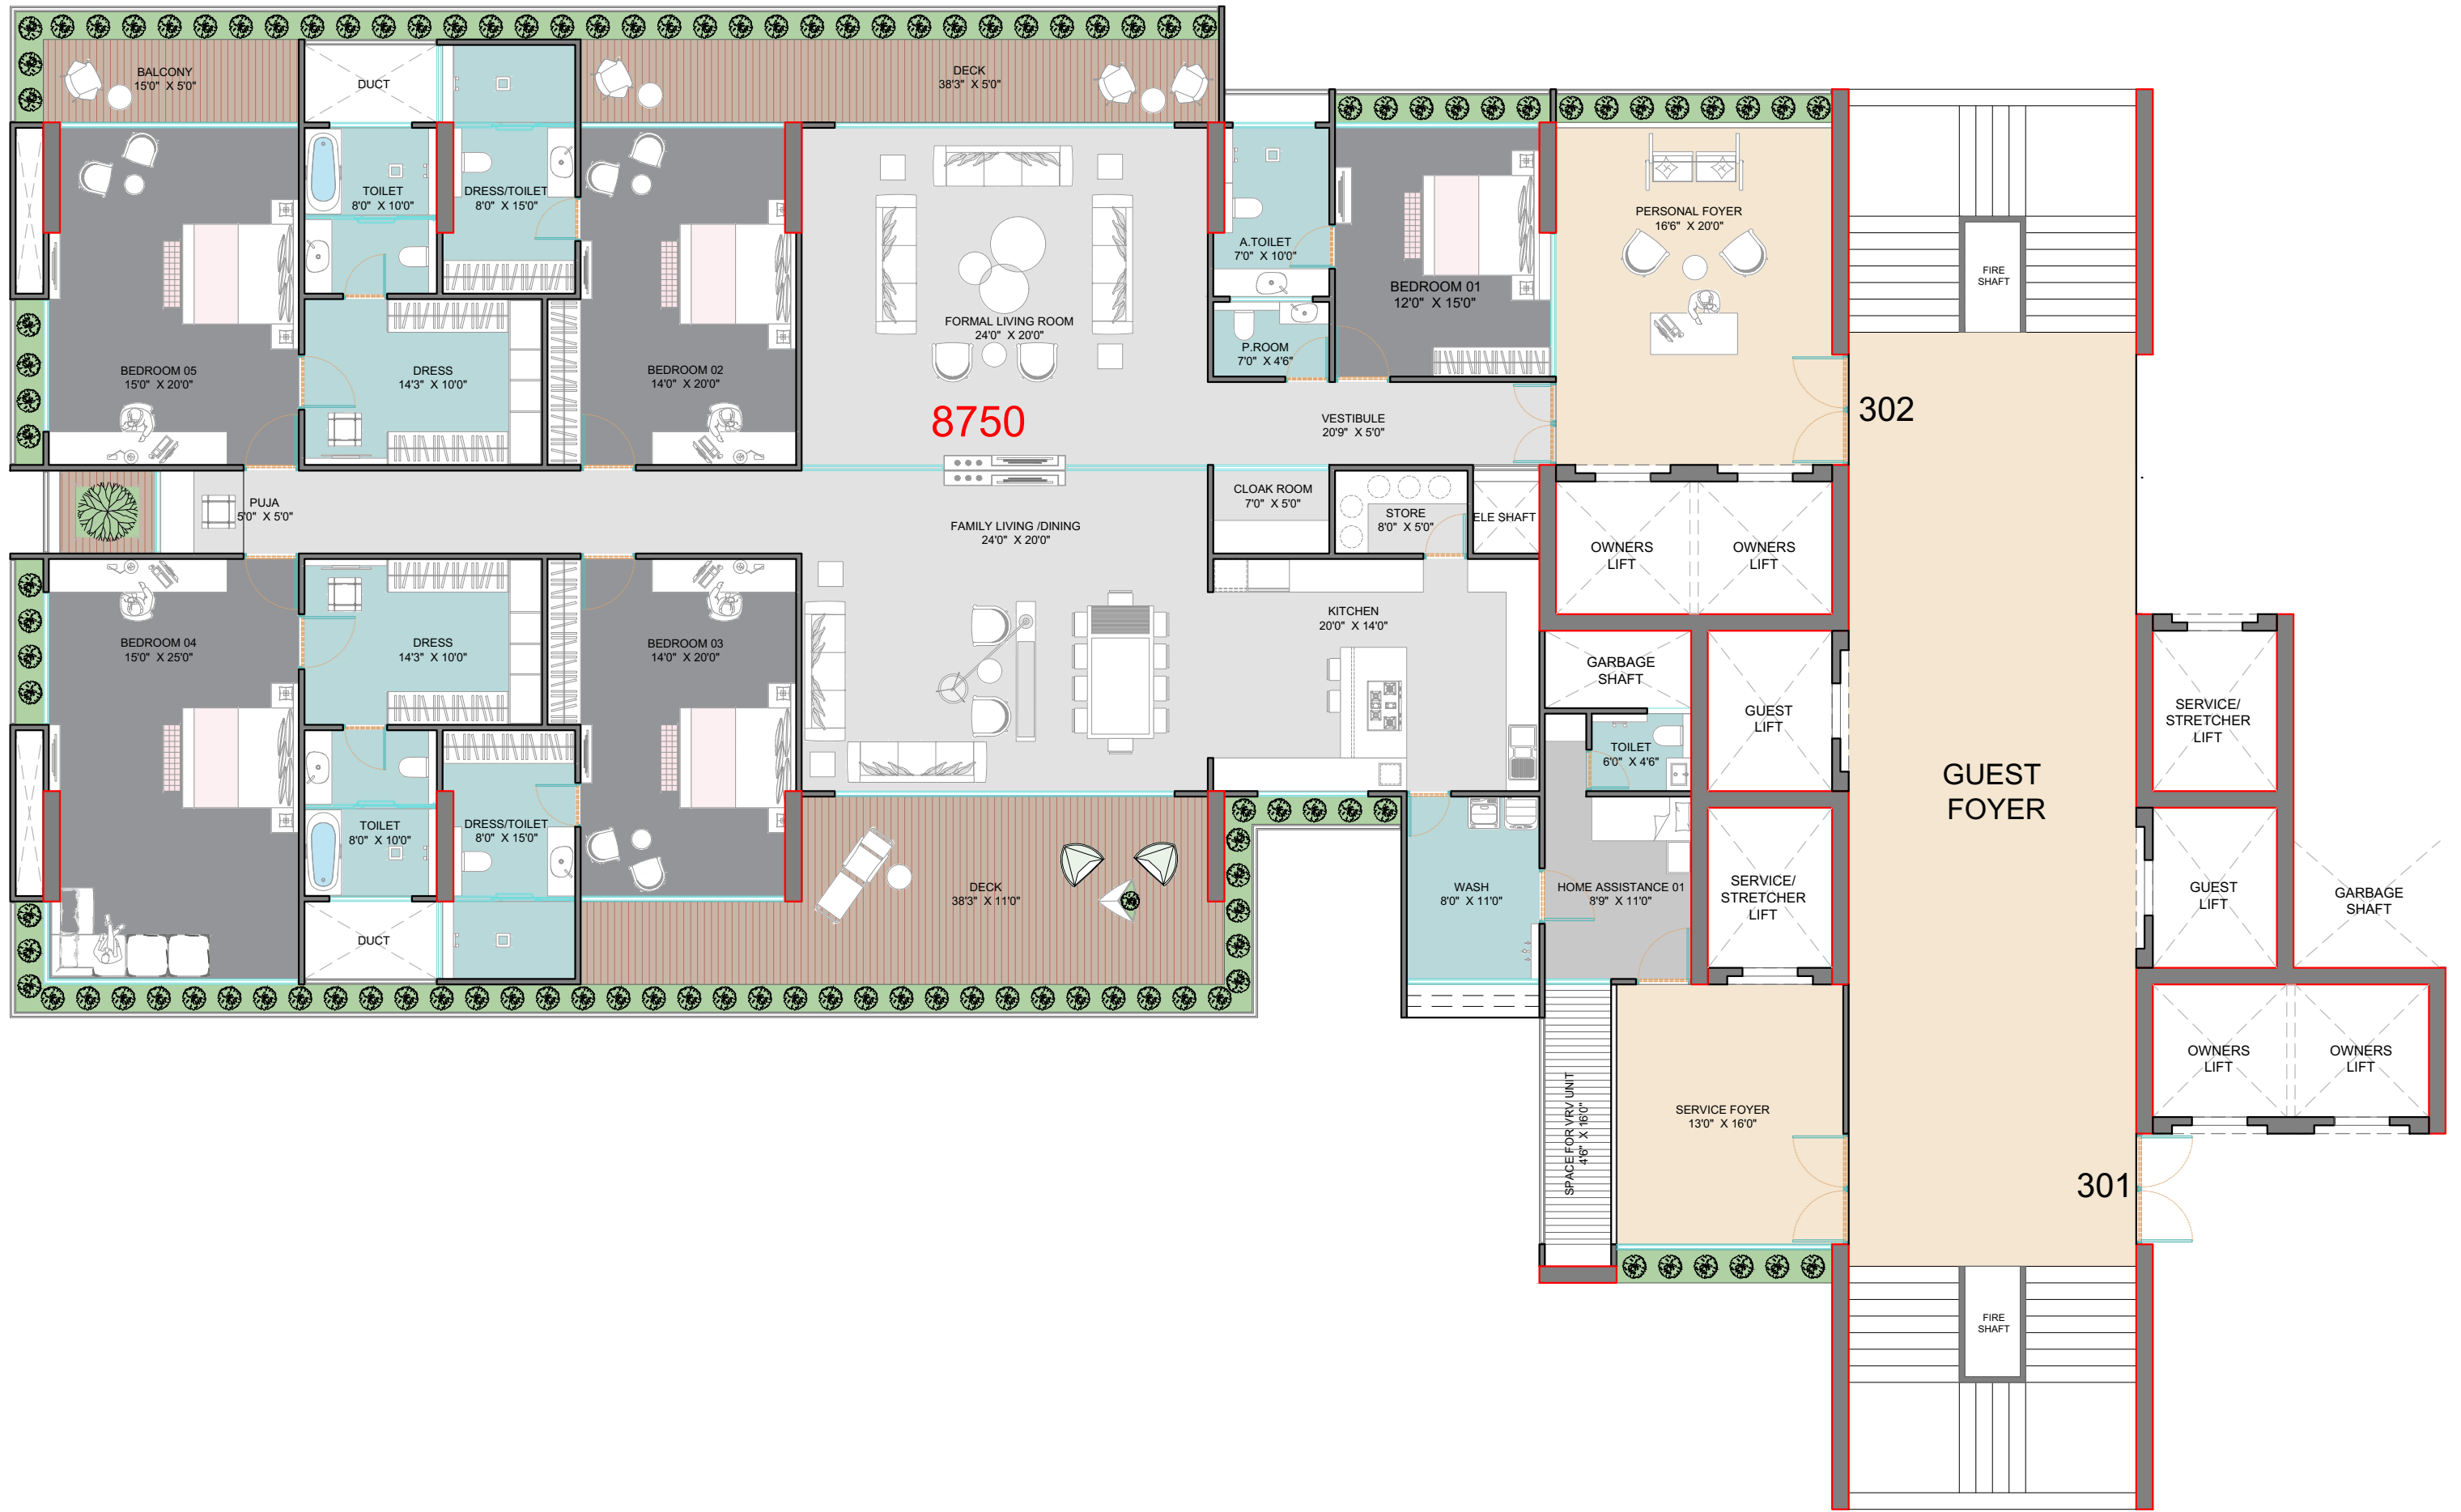 BALCONY
15'0" X 5'0"
DUCT
DECK
38'3" X 5'0"
TOILET
8'0" X 10'0"
DRESS/TOILET
8'0" X 15'0"
A.TOILET
7'0" X 10'0"
PERSONAL FOYER
16'6" X 20'0"
FIRE
SHAFT
BEDROOM 01
12'0" X 15'0"
FORMAL LIVING ROOM
24'0" X 20'0"
P.ROOM
7'0" X 4'6"
BEDROOM 05
15'0" X 20'0"
DRESS
14'3" X 10'0"
BEDROOM 02
14'0" X 20'0"
8750
VESTIBULE
20'9" X 5'0"
302
PUJA
5'0" X 5'0"
CLOAK ROOM
7'0" X 5'0"
STORE
8'0" X 5'0"
ELE SHAFT
FAMILY LIVING /DINING
24'0" X 20'0"
OWNERS
LIFT
OWNERS
LIFT
BEDROOM 04
15'0" X 25'0"
DRESS
14'3" X 10'0"
BEDROOM 03
14'0" X 20'0"
KITCHEN
20'0" X 14'0"
GARBAGE
SHAFT
GUEST
LIFT
SERVICE/
STRETCHER
LIFT
TOILET
6'0" X 4'6"
GUEST
FOYER
TOILET
8'0" X 10'0"
DRESS/TOILET
8'0" X 15'0"
DECK
38'3" X 11'0"
WASH
8'0" X 11'0"
HOME ASSISTANCE 01
8'9" X 11'0"
SERVICE/
STRETCHER
LIFT
GUEST
LIFT
GARBAGE
SHAFT
DUCT
OWNERS
LIFT
OWNERS
LIFT
SPACE FOR VRV UNIT
4'6" X 16'0"
SERVICE FOYER
13'0" X 16'0"
301
FIRE
SHAFT